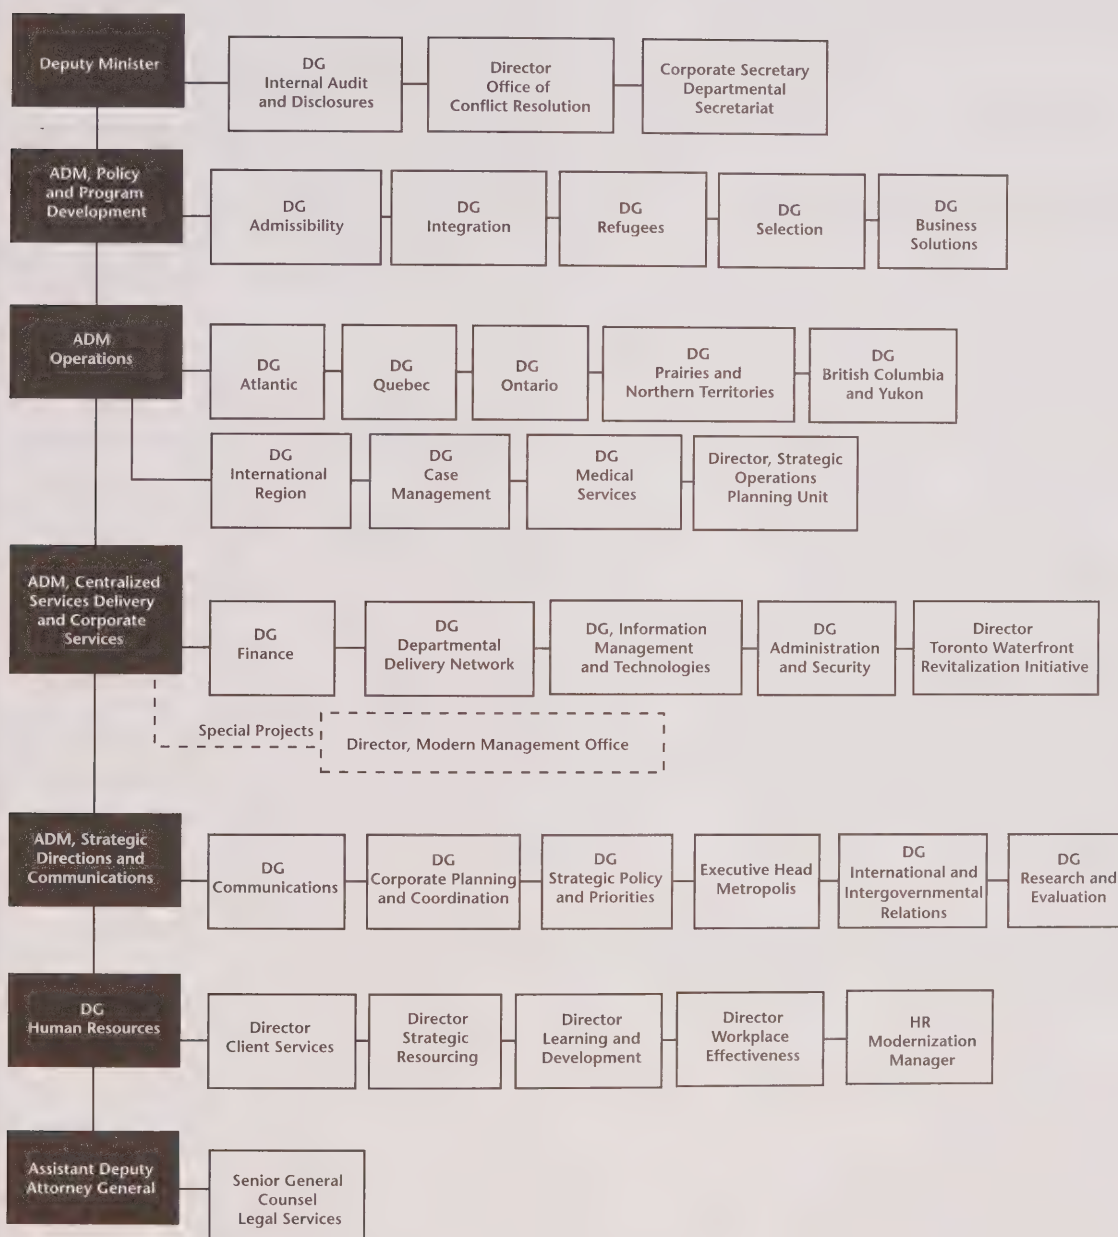 Deputy Minister
DG
Internal Audit
and Disclosures
Director
Office of
Conflict Resolution
Corporate Secretary
Departmental
Secretariat
ADM, Policy
and Program
Development
DG
Admissibility
DG
Integration
DG
Refugees
DG
Selection
DG
Business
Solutions
ADM
Operations
DG
Atlantic
DG
Quebec
DG
Ontario
DG
Prairies and
Northern Territories
DG
British Columbia
and Yukon
DG
International
Region
DG
Case
Management
DG
Medical
Services
Director, Strategic
Operations
Planning Unit
ADM, Centralized
Services Delivery
and Corporate
Services
DG
Finance
DG
Departmental
Delivery Network
DG, Information
Management
and Technologies
DG
Administration
and Security
Director
Toronto Waterfront
Revitalization Initiative
Special Projects
Director, Modern Management Office
ADM, Strategic
Directions and
Communications
DG
Communications
DG
Corporate Planning
and Coordination
DG
Strategic Policy
and Priorities
Executive Head
Metropolis
DG
International and
Intergovernmental
Relations
DG
Research and
Evaluation
DG
Human Resources
Director
Client Services
Director
Strategic
Resourcing
Director
Learning and
Development
Director
Workplace
Effectiveness
HR
Modernization
Manager
Assistant Deputy
Attorney General
Senior General
Counsel
Legal Services